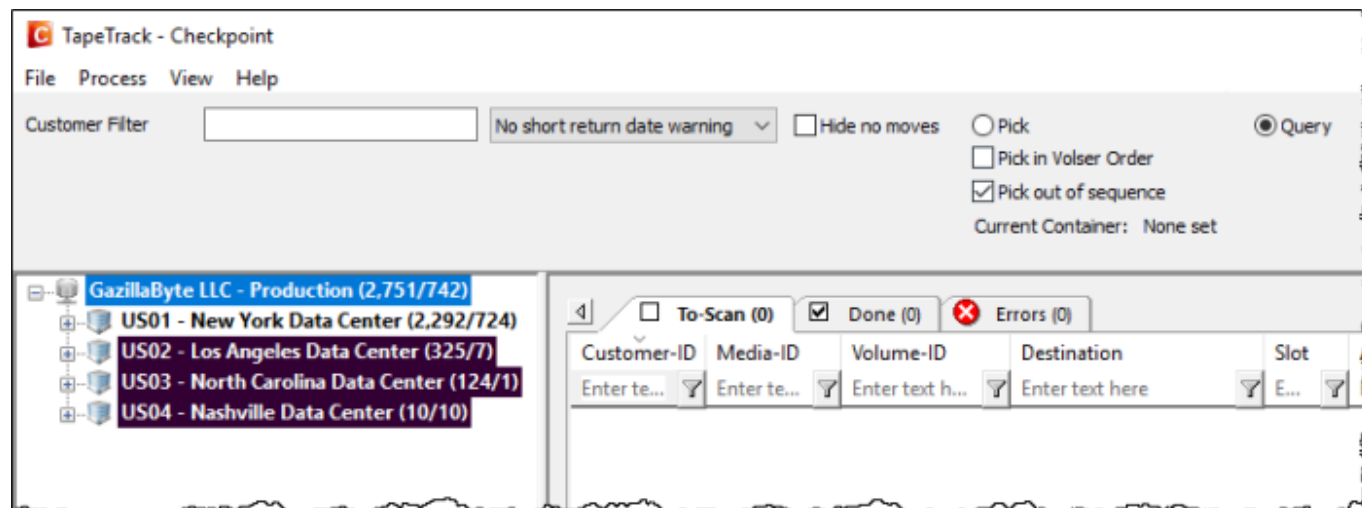 TapeTrack - Checkpoint
File Process View Help
Customer Filter No short return date warning Hide no moves Pick Query
Pick in Volser Order
Pick out of sequence
Current Container: None set
GazillaByte LLC - Production (2,751/742)
US01 - New York Data Center (2,292/724)
US02 - Los Angeles Data Center (325/7)
US03 - North Carolina Data Center (124/1)
US04 - Nashville Data Center (10/10)
To-Scan (0) Done (0) Errors (0)
Customer-ID Media-ID Volume-ID Destination Slot
Enter te... Enter te... Enter text h... Enter text here E...